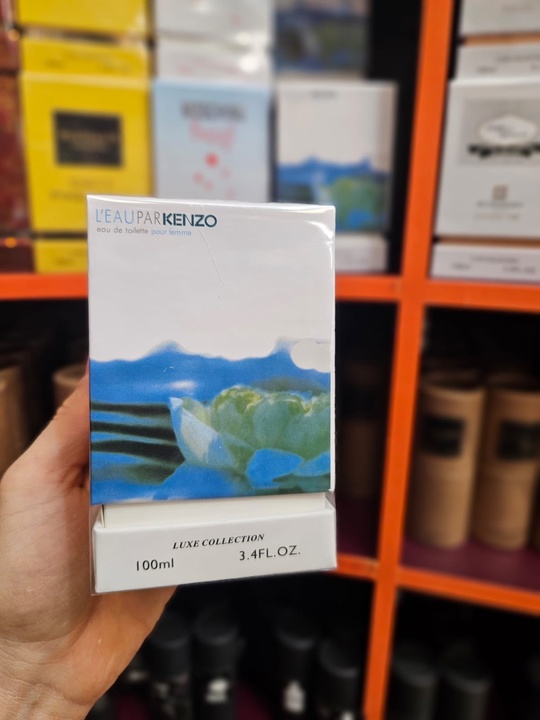 L'EAUPARKENZO
eau de toilette pour femme
LUXE COLLECTION
100ml 3.4FL.OZ.